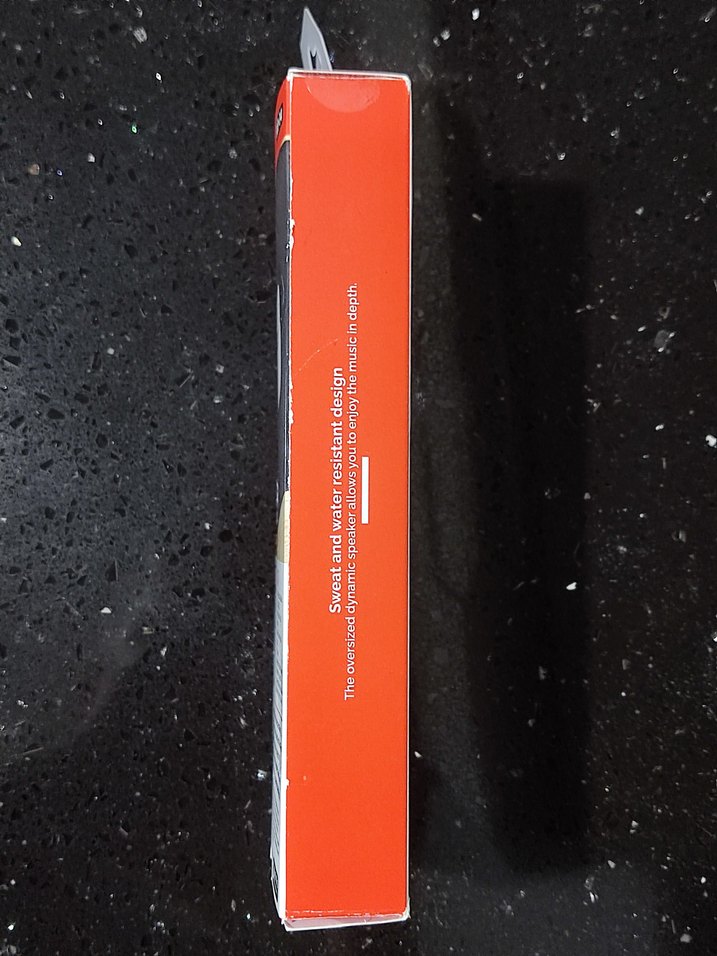 Sweat and water resistant design
The oversized dynamic speaker allows you to enjoy the music in depth.